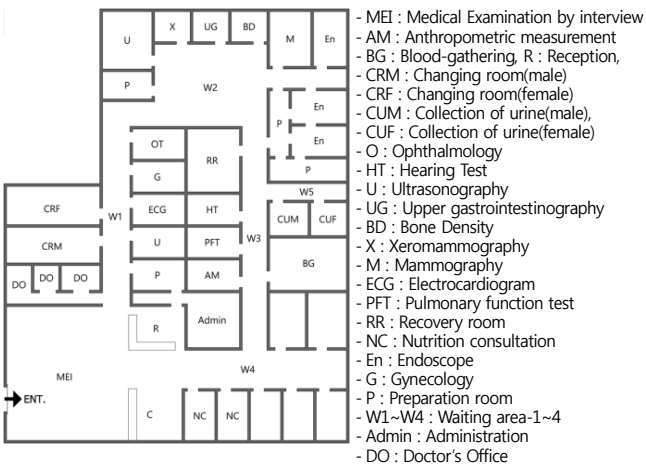 U
X
UG
BD
M
En
P
W2
En
P
En
OT
RR
P
G
W5
CRF
W1
ECG
HT
CUM
CUF
CRM
U
PFT
W3
DO
DO
DO
P
AM
BG
R
Admin
MEI
W4
ENT.
C
NC
NC
- MEI : Medical Examination by interview
- AM : Anthropometric measurement
- BG : Blood-gathering, R : Reception,
- CRM : Changing room(male)
- CRF : Changing room(female)
- CUM : Collection of urine(male),
- CUF : Collection of urine(female)
- O : Ophthalmology
- HT : Hearing Test
- U : Ultrasonography
- UG : Upper gastrointestinography
- BD : Bone Density
- X : Xeromammography
- M : Mammography
- ECG : Electrocardiogram
- PFT : Pulmonary function test
- RR : Recovery room
- NC : Nutrition consultation
- En : Endoscope
- G : Gynecology
- P : Preparation room
- W1~W4 : Waiting area-1~4
- Admin : Administration
- DO : Doctor's Office